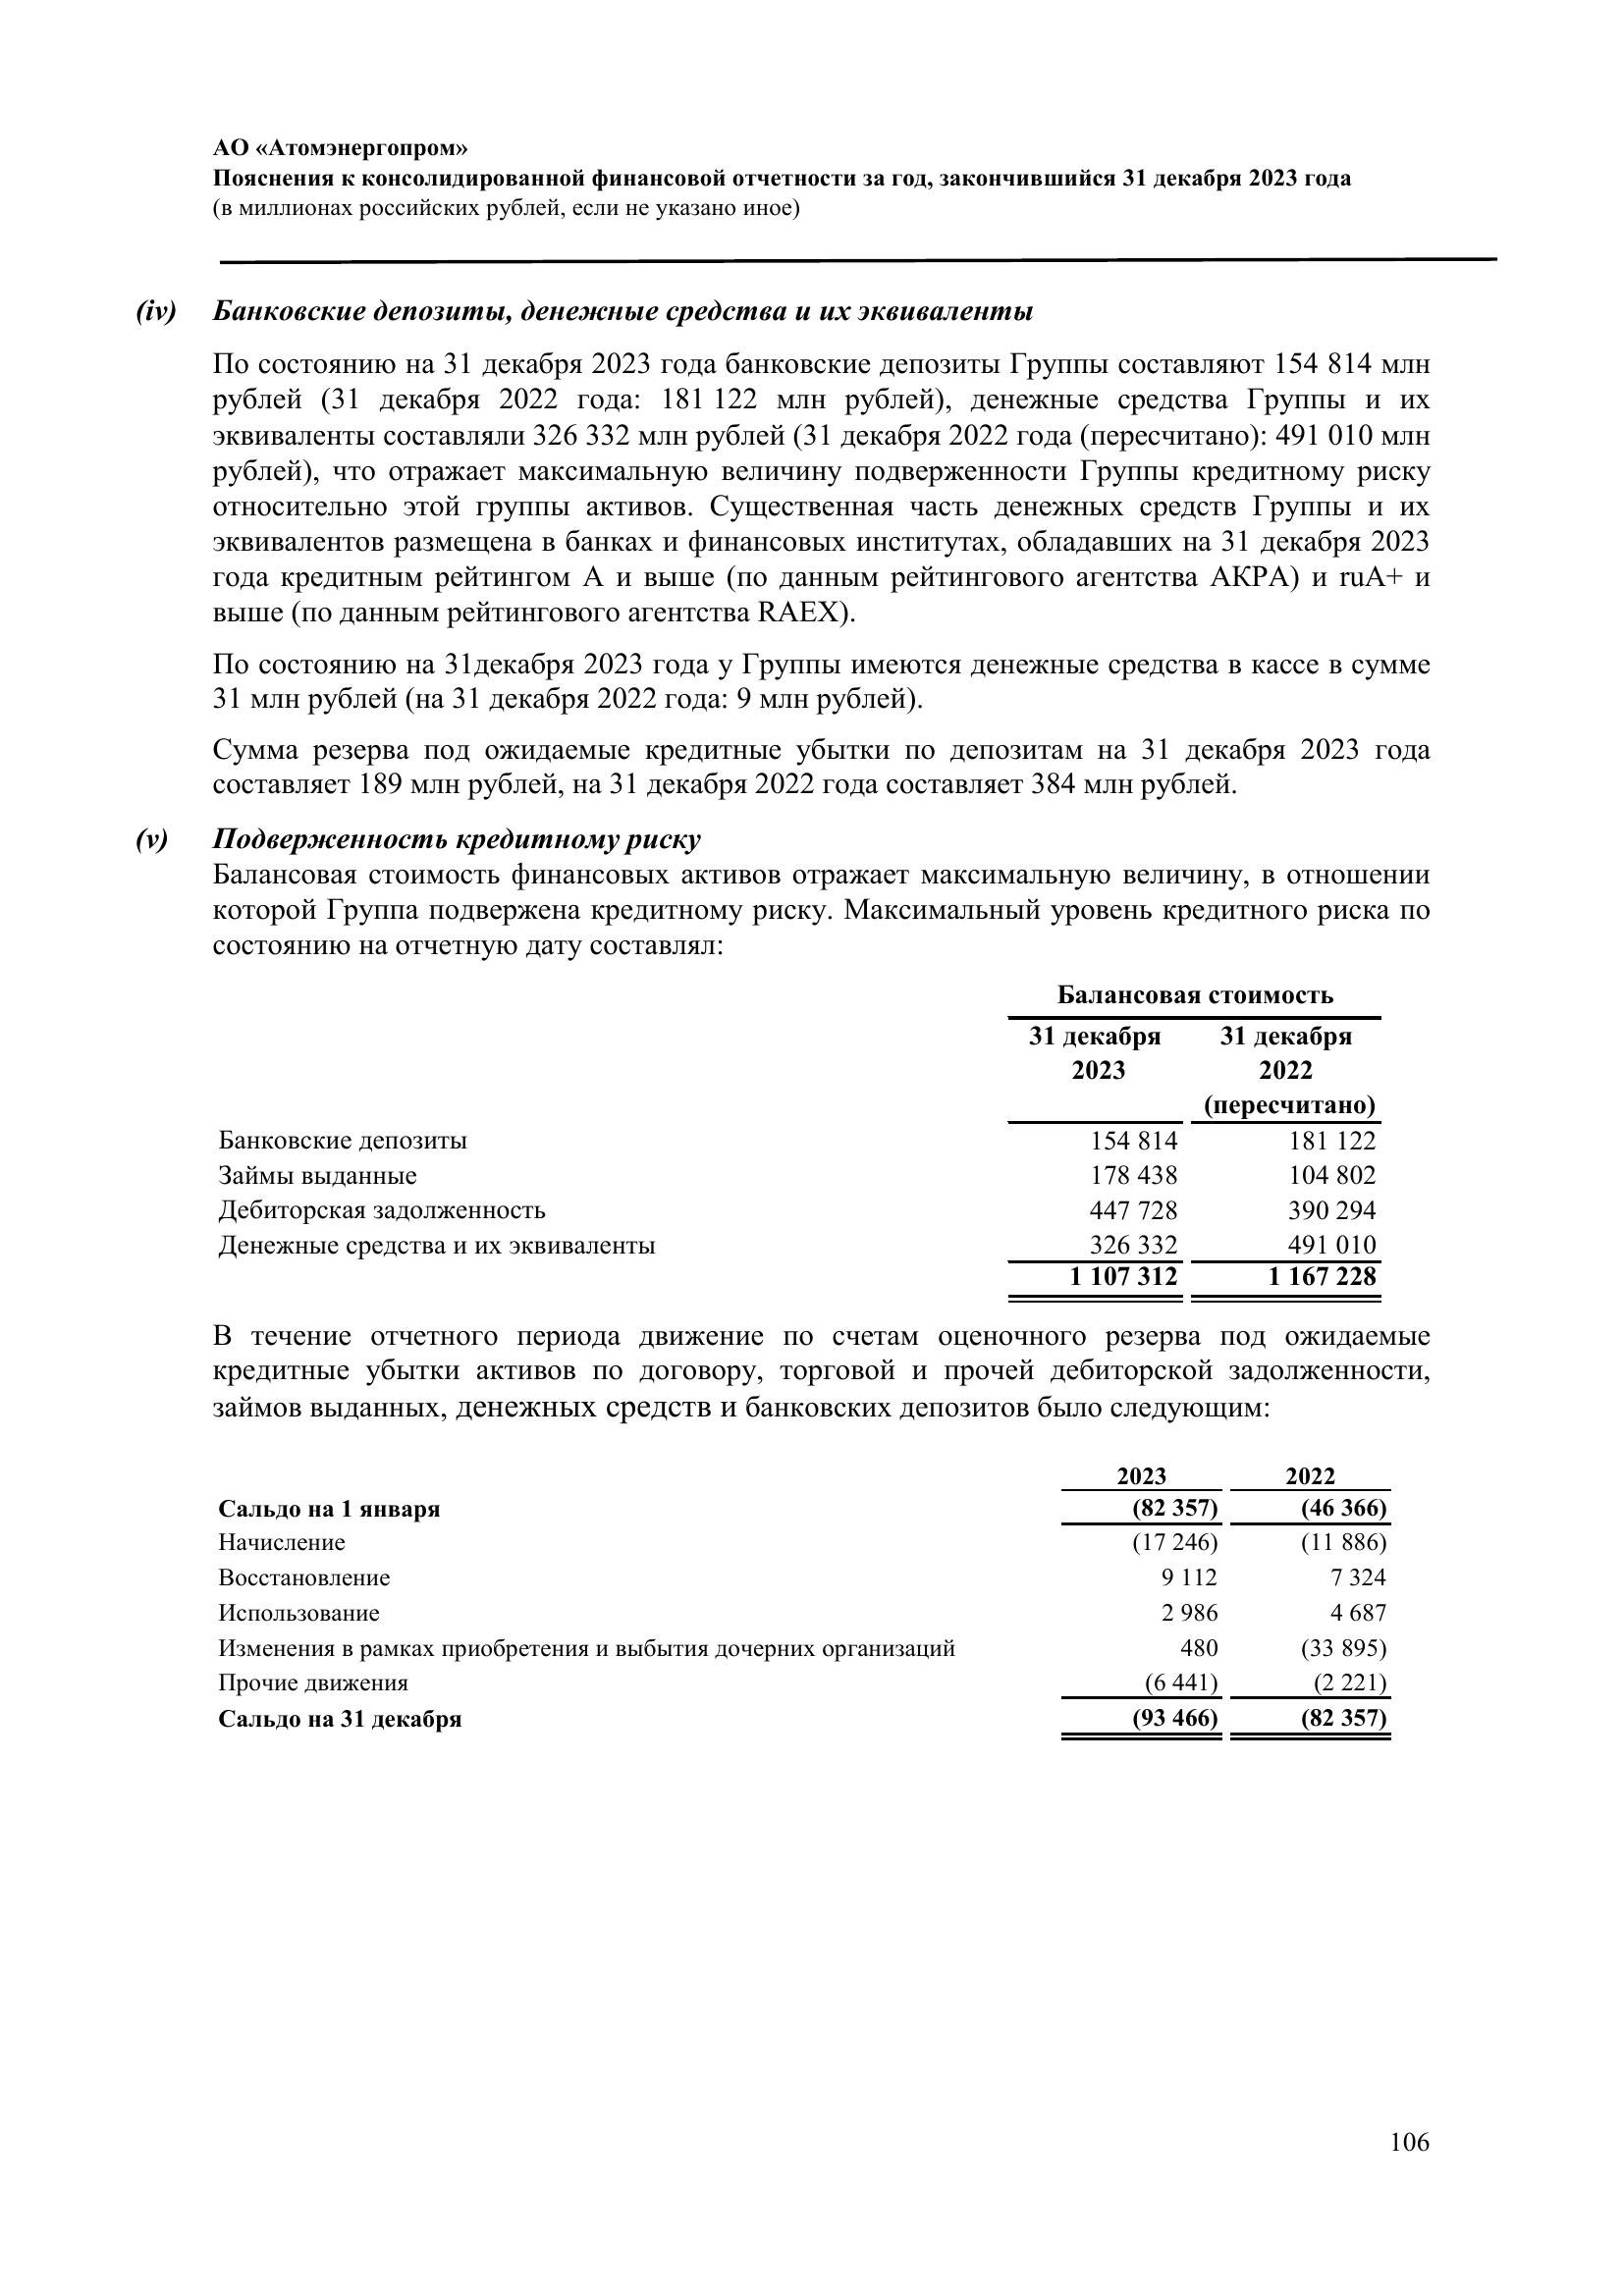 АО «Атомэнергопром»
Пояснения к консолидированной финансовой отчетности за год, закончившийся 31 декабря 2023 года
(в миллионах российских рублей, если не указано иное)
(iv) Банковские депозиты, денежные средства и их эквиваленты
По состоянию на 31 декабря 2023 года банковские депозиты Группы составляют 154 814 млн
рублей (31 декабря 2022 года: 181 122 млн рублей), денежные средства Группы и их
эквиваленты составляли 326 332 млн рублей (31 декабря 2022 года (пересчитано): 491 010 млн
рублей), что отражает максимальную величину подверженности Группы кредитному риску
относительно этой группы активов. Существенная часть денежных средств Группы и их
эквивалентов размещена в банках и финансовых институтах, обладавших на 31 декабря 2023
года кредитным рейтингом А и выше (по данным рейтингового агентства АКРА) и ruA+ и
выше (по данным рейтингового агентства RAEX).
По состоянию на 31декабря 2023 года у Группы имеются денежные средства в кассе в сумме
31 млн рублей (на 31 декабря 2022 года: 9 млн рублей).
Сумма резерва под ожидаемые кредитные убытки по депозитам на 31 декабря 2023 года
составляет 189 млн рублей, на 31 декабря 2022 года составляет 384 млн рублей.
(v) Подверженность кредитному риску
Балансовая стоимость финансовых активов отражает максимальную величину, в отношении
которой Группа подвержена кредитному риску. Максимальный уровень кредитного риска по
состоянию на отчетную дату составлял:
Балансовая стоимость
31 декабря 31 декабря
2023 2022
(пересчитано)
Банковские депозиты 154 814 181 122
Займы выданные 178 438 104 802
Дебиторская задолженность 447 728 390 294
Денежные средства и их эквиваленты 326 332 491 010
1 107 312 1 167 228
В течение отчетного периода движение по счетам оценочного резерва под ожидаемые
кредитные убытки активов по договору, торговой и прочей дебиторской задолженности,
займов выданных, денежных средств и банковских депозитов было следующим:
2023 2022
Сальдо на 1 января (82 357) (46 366)
Начисление (17 246) (11 886)
Восстановление 9 112 7 324
Использование 2 986 4 687
Изменения в рамках приобретения и выбытия дочерних организаций 480 (33 895)
Прочие движения (6 441) (2 221)
Сальдо на 31 декабря (93 466) (82 357)
106